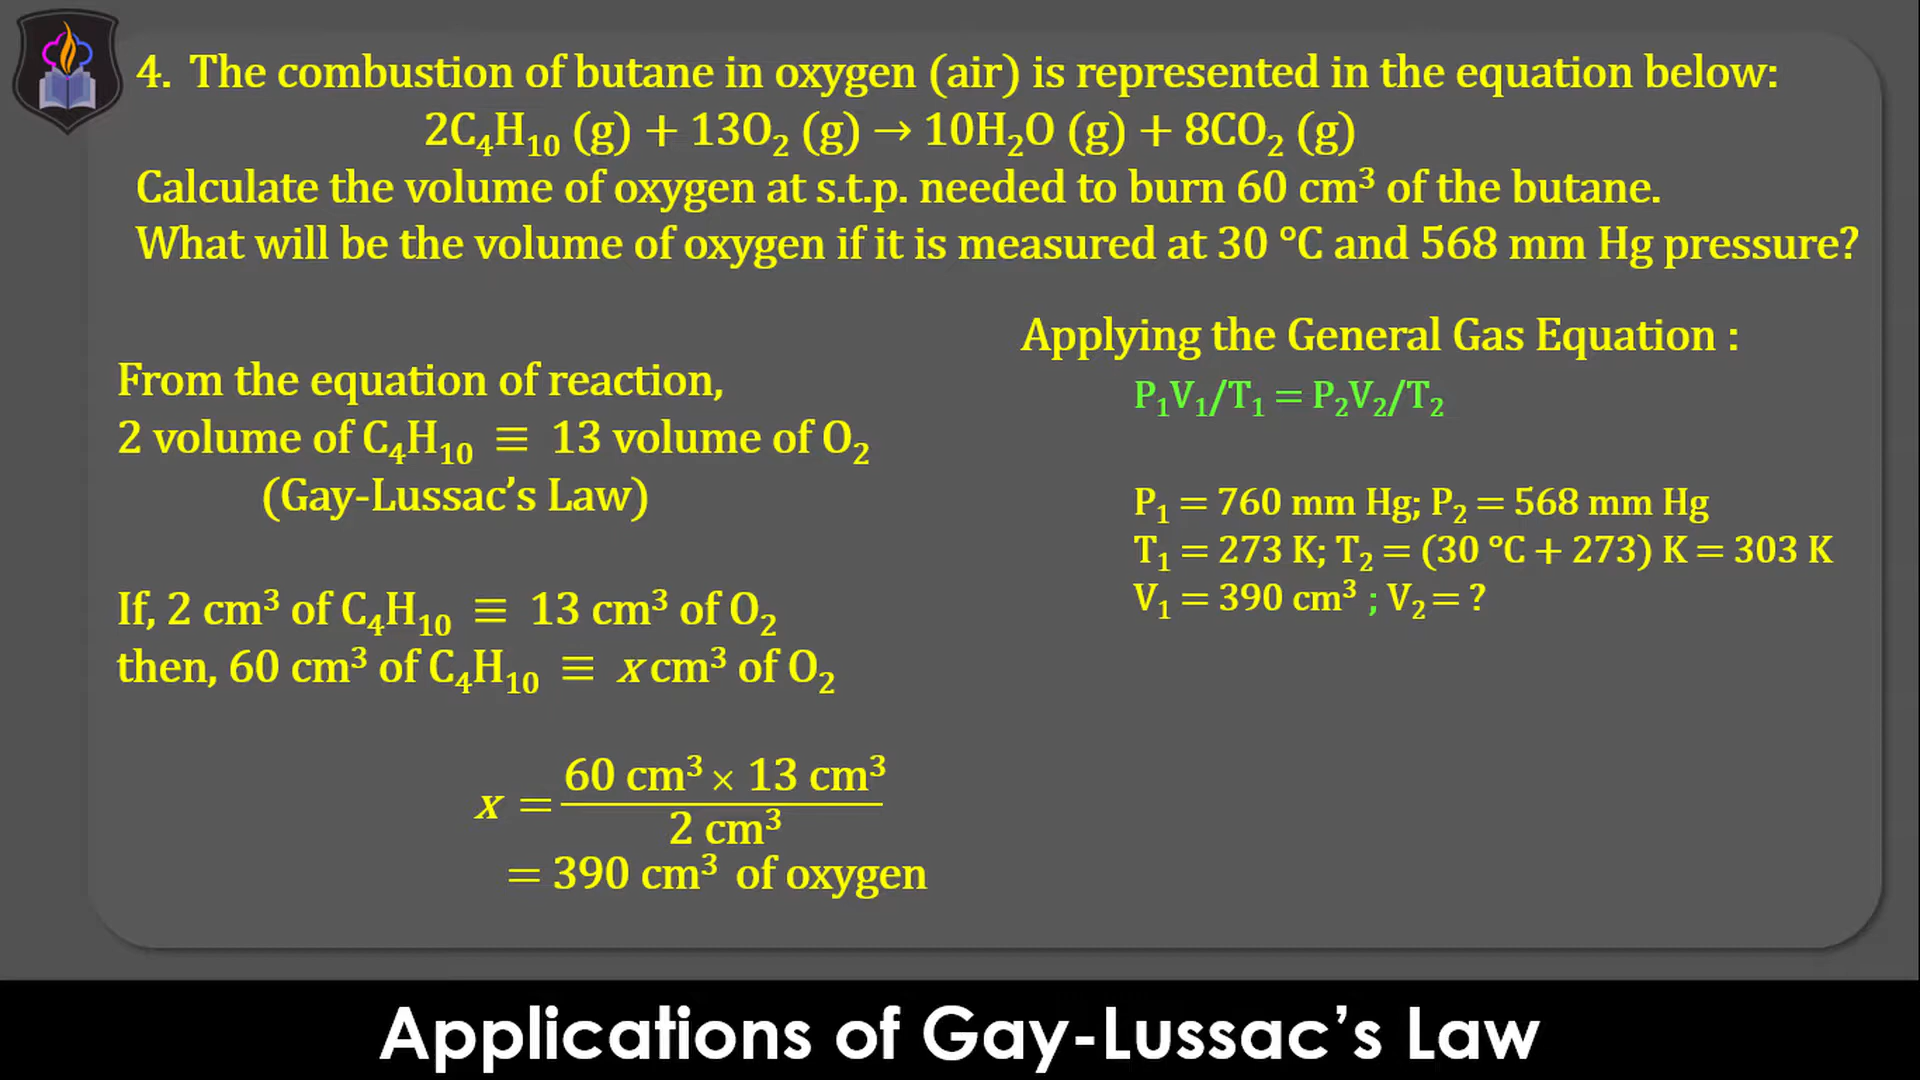 4. The combustion of butane in oxygen (air) is represented in the equation below:
2C₄H₁₀ (g) + 13O₂ (g) → 10H₂O (g) + 8CO₂ (g)
Calculate the volume of oxygen at s.t.p. needed to burn 60 cm³ of the butane.
What will be the volume of oxygen if it is measured at 30 °C and 568 mm Hg pressure?
From the equation of reaction,
2 volume of C₄H₁₀ ≡ 13 volume of O₂
(Gay-Lussac’s Law)
If, 2 cm³ of C₄H₁₀ ≡ 13 cm³ of O₂
then, 60 cm³ of C₄H₁₀ ≡ x cm³ of O₂
x = (60 cm³ × 13 cm³) / (2 cm³)
= 390 cm³ of oxygen
Applying the General Gas Equation :
P₁V₁/T₁ = P₂V₂/T₂
P₁ = 760 mm Hg; P₂ = 568 mm Hg
T₁ = 273 K; T₂ = (30 °C + 273) K = 303 K
V₁ = 390 cm³ ; V₂ = ?
Applications of Gay-Lussac’s Law